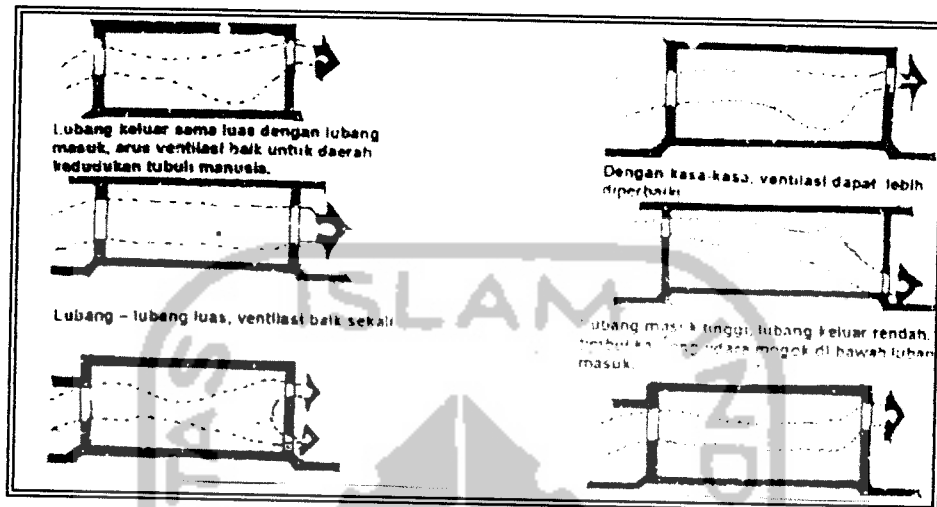 Lubang keluar sama luas dengan lubang
masuk, arus ventilasi baik untuk daerah
kedudukan tubuh manusia.
Lubang – lubang luas, ventilasi baik sekali
Dengan kasa-kasa, ventilasi dapat lebih
diperbaiki
Lubang masuk tinggi, lubang keluar rendah,
udara mogok di bawah luban
masuk.
ISLAM
TAS